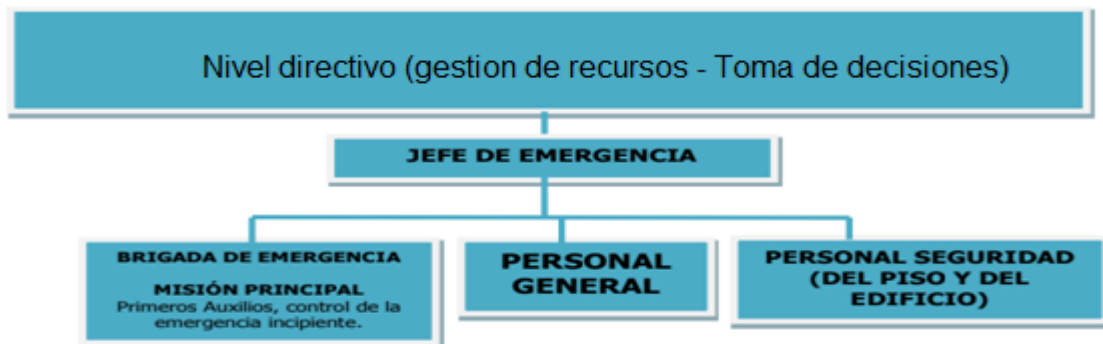 Nivel directivo (gestion de recursos - Toma de decisiones)
JEFE DE EMERGENCIA
BRIGADA DE EMERGENCIA
MISIÓN PRINCIPAL
Primeros Auxilios, control de la
emergencia incipiente.
PERSONAL
GENERAL
PERSONAL SEGURIDAD
(DEL PISO Y DEL
EDIFICIO)